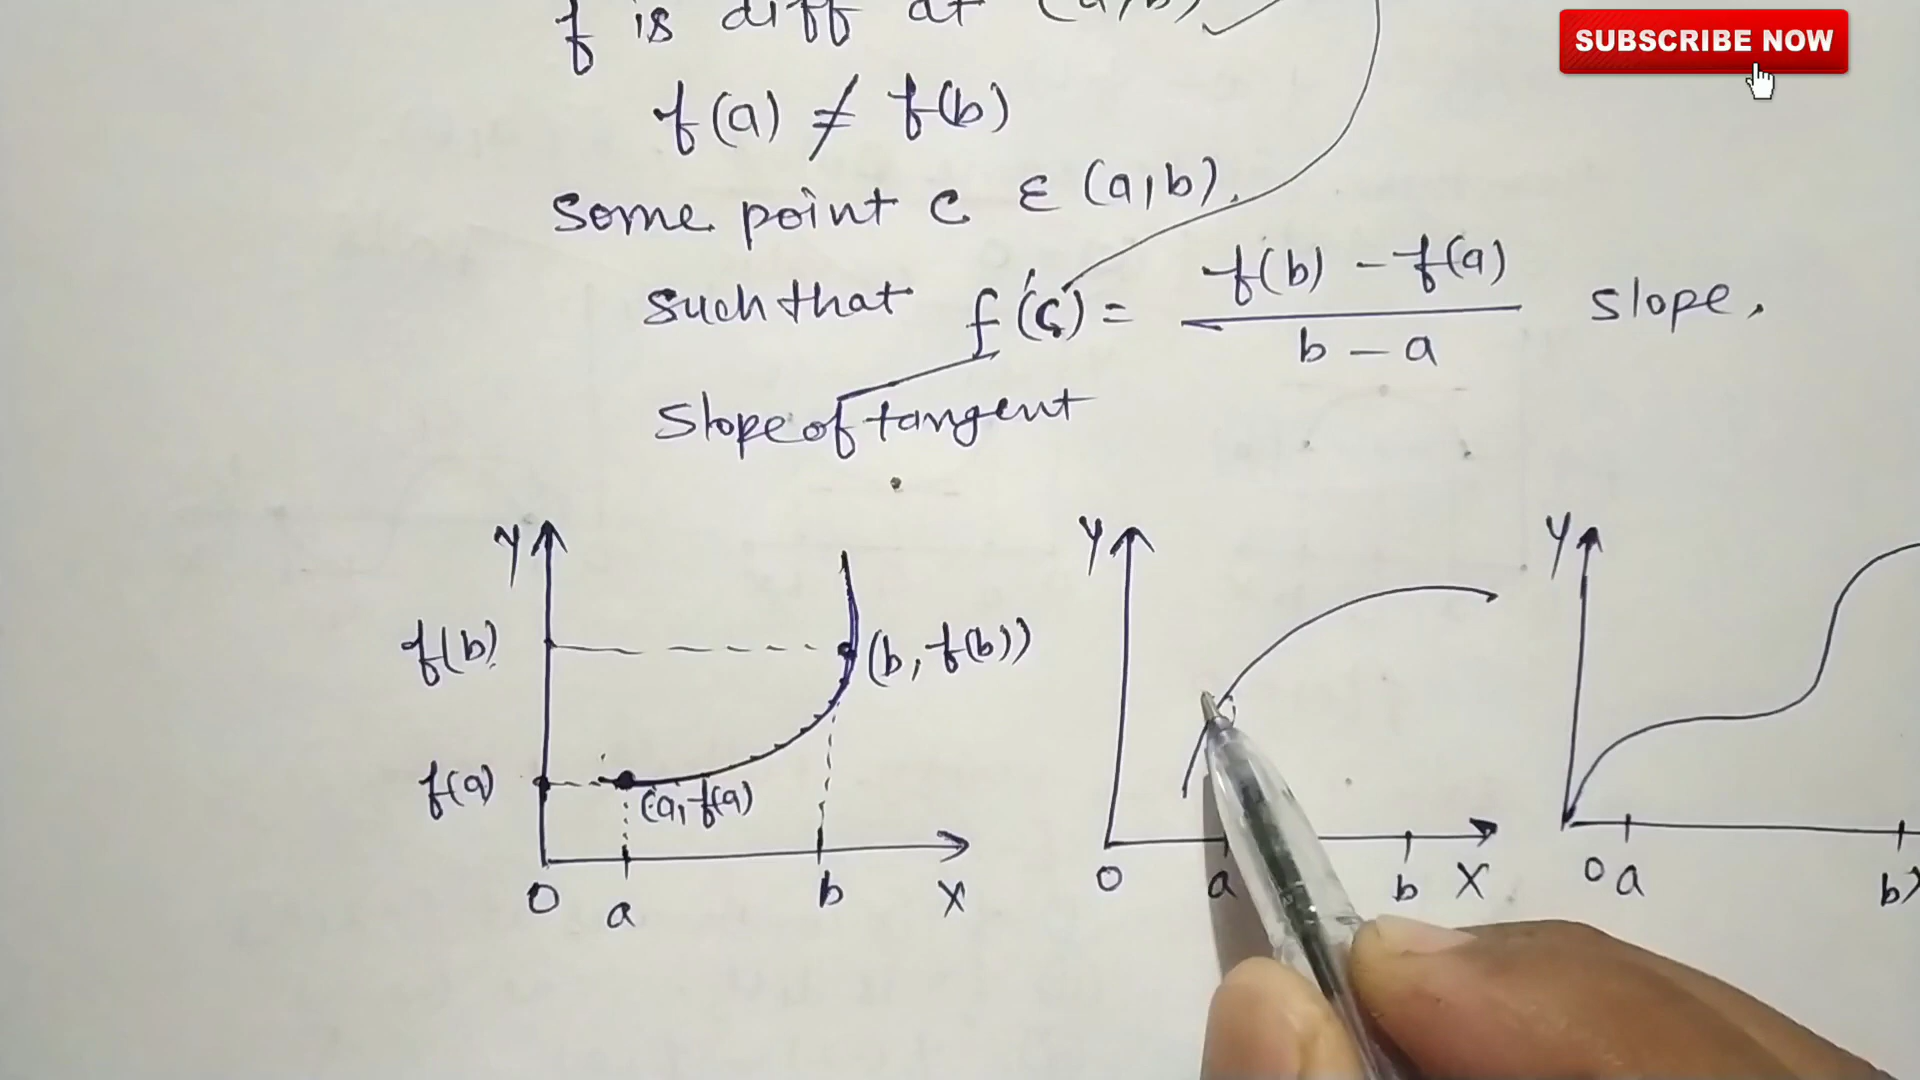 f is diff at (a,b)
SUBSCRIBE NOW
f(a) ≠ f(b)
Some point c ε (a,b).
Such that f'(c) = f(b) - f(a) / b - a slope.
Slope of tangent
y y y
f(b) (b, f(b))
f(a) (a, f(a)
0 a b X 0 a b X 0 a b